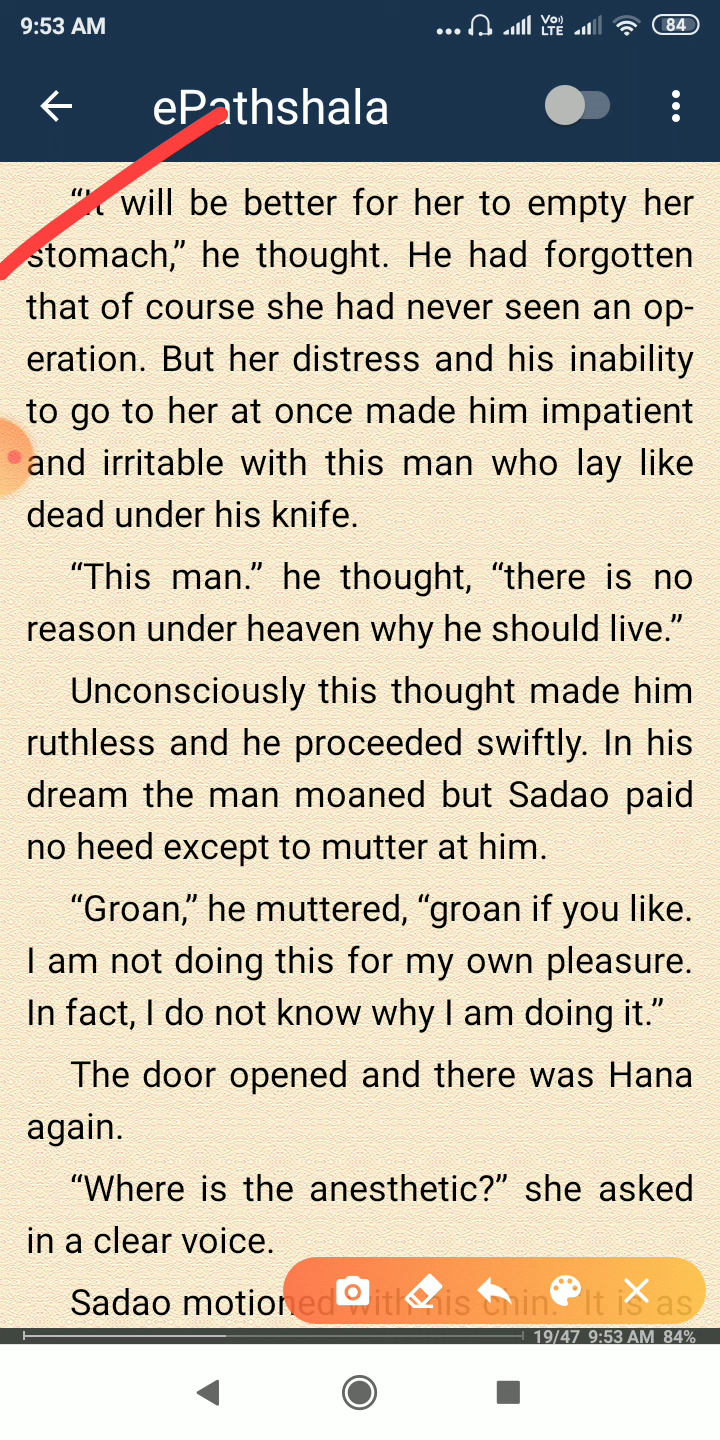 9:53 AM
Vo)) LTE
84
ePathshala
“It will be better for her to empty her
stomach,” he thought. He had forgotten
that of course she had never seen an op-
eration. But her distress and his inability
to go to her at once made him impatient
and irritable with this man who lay like
dead under his knife.
“This man.” he thought, “there is no
reason under heaven why he should live.”
Unconsciously this thought made him
ruthless and he proceeded swiftly. In his
dream the man moaned but Sadao paid
no heed except to mutter at him.
“Groan,” he muttered, “groan if you like.
I am not doing this for my own pleasure.
In fact, I do not know why I am doing it.”
The door opened and there was Hana
again.
“Where is the anesthetic?” she asked
in a clear voice.
Sadao motioned with his chin. “It is as
19/47 9:53 AM 84%